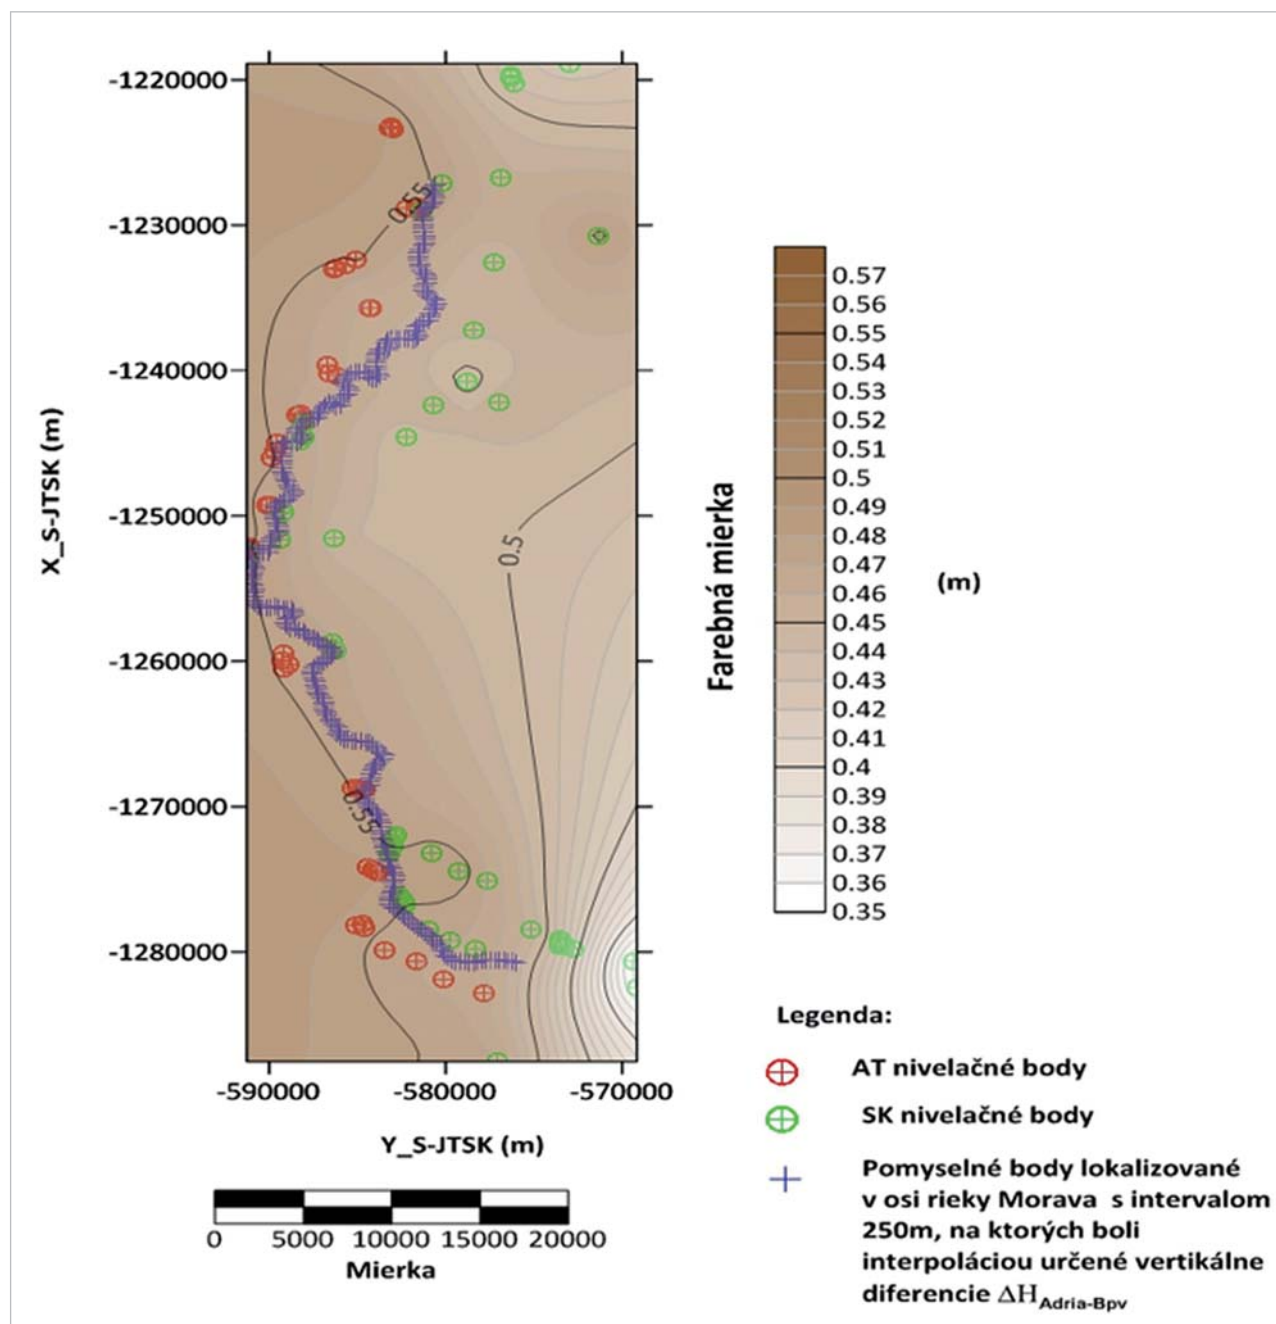 -1220000
-1230000
-1240000
-1250000
-1260000
-1270000
-1280000
X_S-JTSK (m)
0.55
0.5
0.55
-590000 -580000 -570000
Y_S-JTSK (m)
0 5000 10000 15000 20000
Mierka
Farebná mierka
0.57
0.56
0.55
0.54
0.53
0.52
0.51
0.5
0.49
0.48
0.47
0.46
0.45
0.44
0.43
0.42
0.41
0.4
0.39
0.38
0.37
0.36
0.35
(m)
Legenda:
AT nivelačné body
SK nivelačné body
Pomyselné body lokalizované
v osi rieky Morava s intervalom
250m, na ktorých boli
interpoláciou určené vertikálne
diferencie ΔH Adria-Bpv